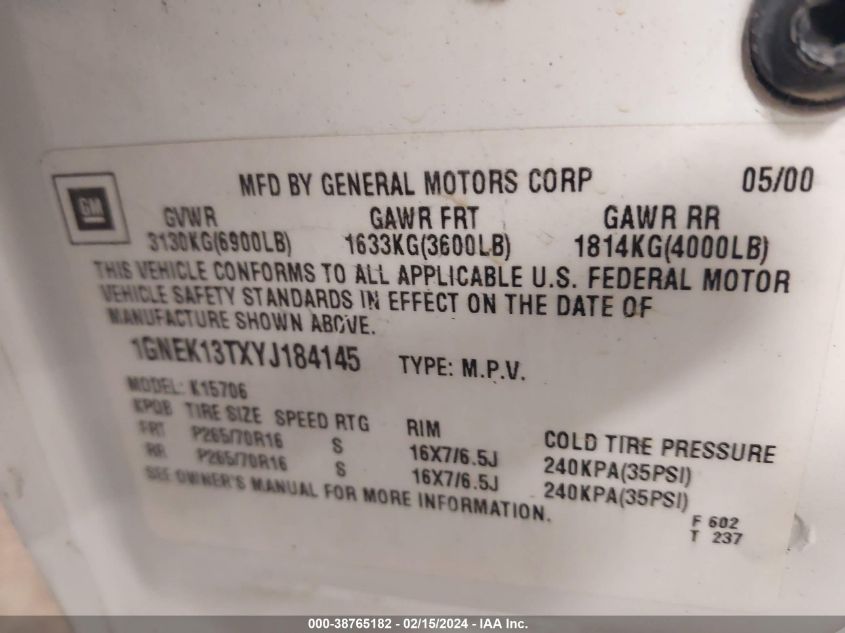 GM
MFD BY GENERAL MOTORS CORP 05/00
GVWR GAWR FRT GAWR RR
3130KG(6900LB) 1633KG(3600LB) 1814KG(4000LB)
THIS VEHICLE CONFORMS TO ALL APPLICABLE U.S. FEDERAL MOTOR
VEHICLE SAFETY STANDARDS IN EFFECT ON THE DATE OF
MANUFACTURE SHOWN ABOVE.
1GNEK13TXYJ184145 TYPE: M.P.V.
MODEL: K15706
KPOB TIRE SIZE SPEED RTG RIM COLD TIRE PRESSURE
FRT P265/70R16 S 16X7/6.5J 240KPA(35PSI)
RR P265/70R16 S 16X7/6.5J 240KPA(35PSI)
SEE OWNER'S MANUAL FOR MORE INFORMATION.
F 602
T 237
000-38765182 - 02/15/2024 - IAA Inc.